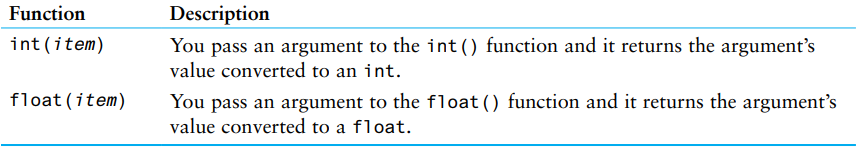 Function Description
int(item) You pass an argument to the int() function and it returns the argument’s
value converted to an int.
float(item) You pass an argument to the float() function and it returns the argument’s
value converted to a float.